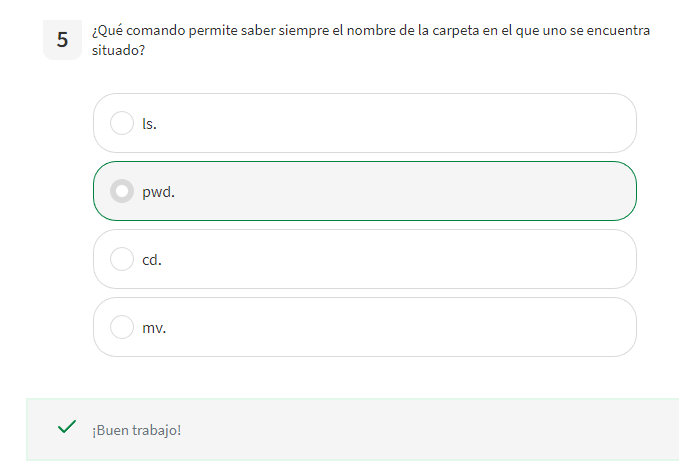 5
¿Qué comando permite saber siempre el nombre de la carpeta en el que uno se encuentra
situado?
ls.
pwd.
cd.
mv.
¡Buen trabajo!